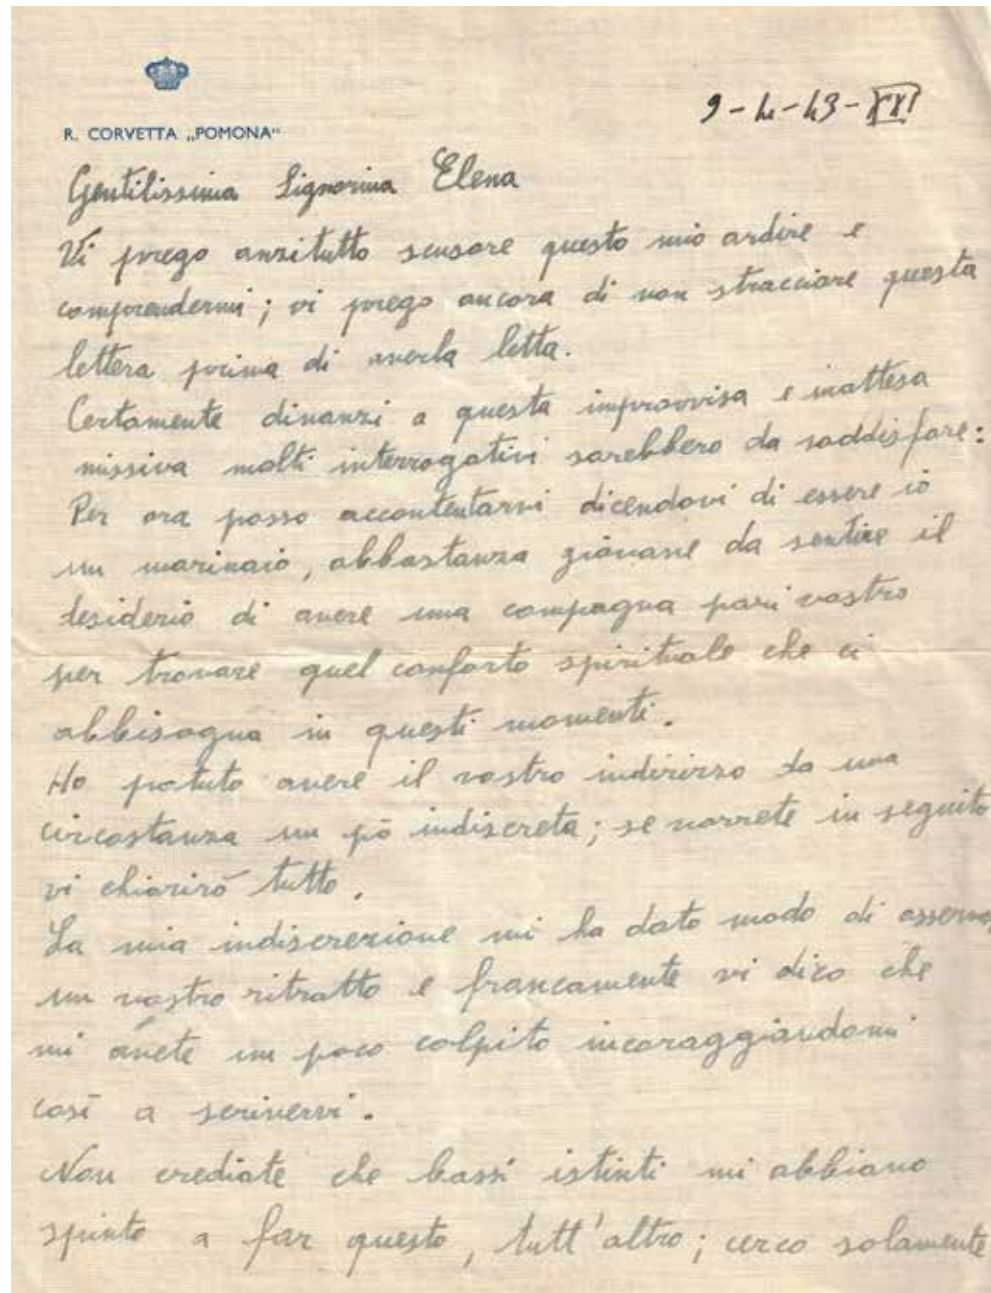 9-4-43-XXI
R. CORVETTA „POMONA"
Gentilissima Signorina Elena
Vi prego anzitutto scusare questo mio ardire e
comprendermi; vi prego ancora di non stracciare questa
lettera prima di averla letta.
Certamente dinanzi a questa improvvisa e inattesa
missiva molti interrogativi sarebbero da soddisfare:
Per ora posso accontentarvi dicendovi di essere io
un marinaio, abbastanza giovane da sentire il
desiderio di avere una compagna pari vostro
per trovare quel conforto spirituale che ci
abbisogna in questi momenti.
Ho potuto avere il vostro indirizzo da una
circostanza un pò indiscreta; se vorrete in seguito
vi chiarirò tutto.
La mia indiscrezione mi ha dato modo di
un vostro ritratto e francamente vi dico che
mi avete un poco colpito incoraggiandomi
così a scrivervi.
Non crediate che bassi istinti mi abbiano
spinto a far questo, tutt'altro; cerco solamente